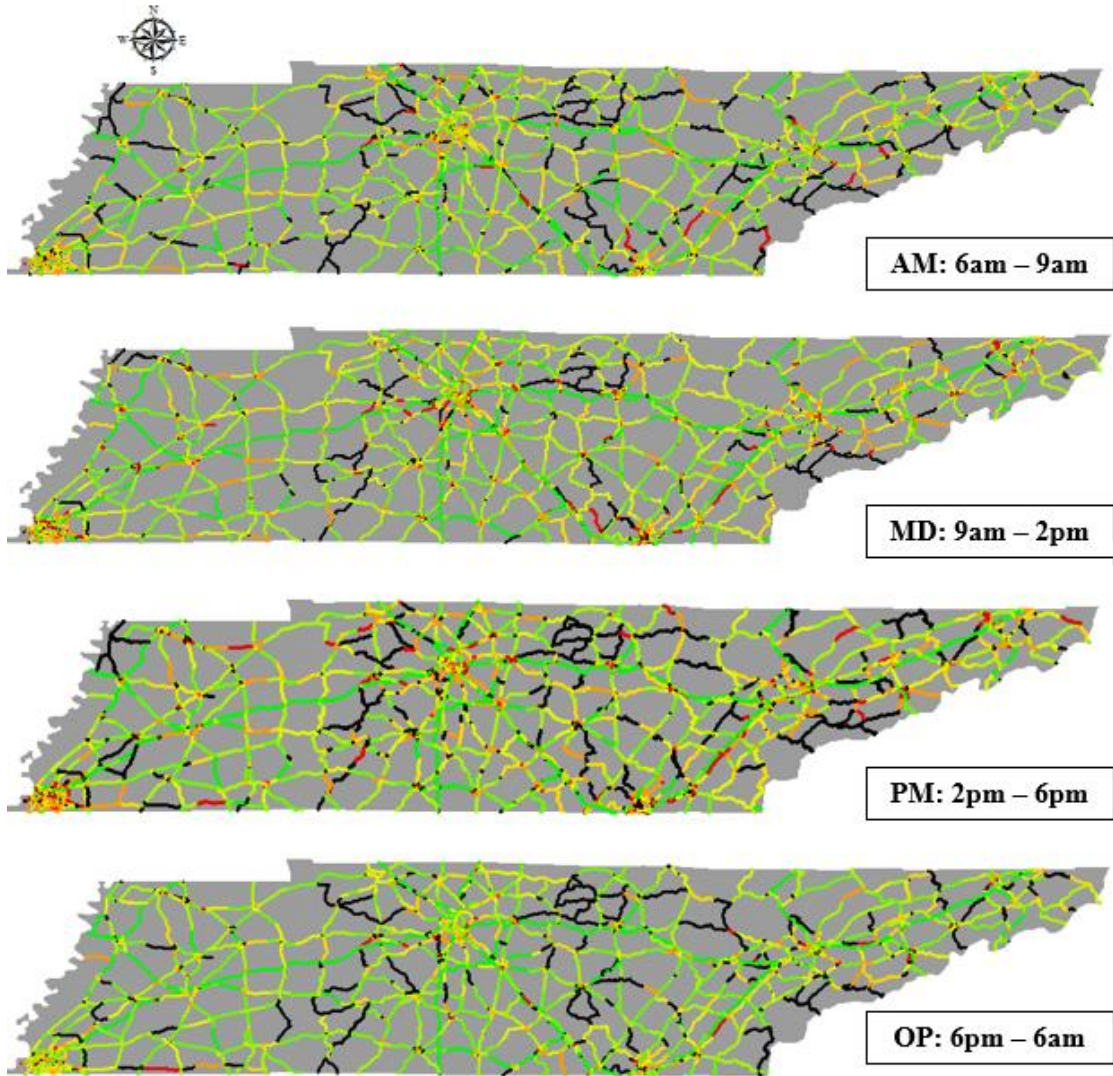 N
W E
S
AM: 6am – 9am
MD: 9am – 2pm
PM: 2pm – 6pm
OP: 6pm – 6am